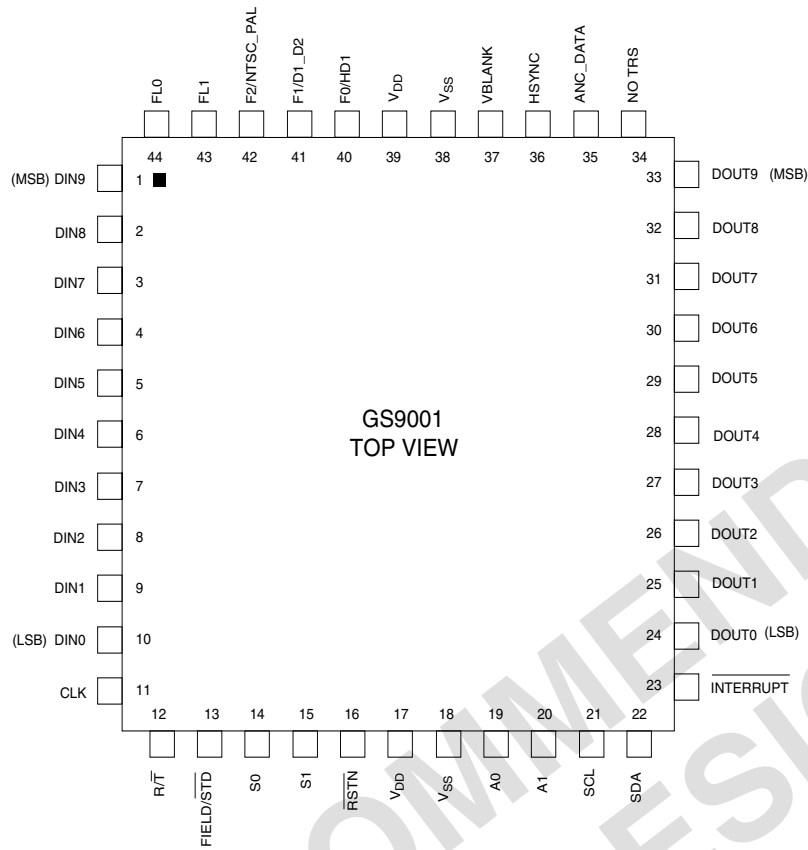 FL0
FL1
F2/NTSC_PAL
F1/D1_D2
F0/HD1
VDD
VSS
VBLANK
HSYNC
ANC_DATA
NO TRS
44 43 42 41 40 39 38 37 36 35 34
(MSB) DIN9 1 33 DOUT9 (MSB)
DIN8 2 32 DOUT8
DIN7 3 31 DOUT7
DIN6 4 30 DOUT6
DIN5 5 29 DOUT5
GS9001
TOP VIEW
DIN4 6 28 DOUT4
DIN3 7 27 DOUT3
DIN2 8 26 DOUT2
DIN1 9 25 DOUT1
(LSB) DIN0 10 24 DOUT0 (LSB)
CLK 11 23 INTERRUPT
12 13 14 15 16 17 18 19 20 21 22
R/T
FIELD/STD
S0
S1
RSTN
VDD
VSS
A0
A1
SCL
SDA